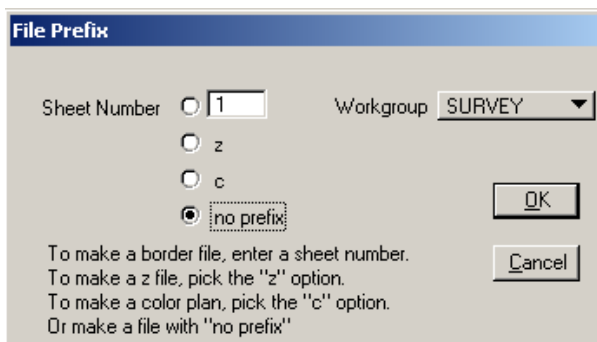 File Prefix
Sheet Number 1 Workgroup SURVEY
z
c
no prefix
OK
To make a border file, enter a sheet number.
To make a z file, pick the "z" option.
Cancel
To make a color plan, pick the "c" option.
Or make a file with "no prefix"